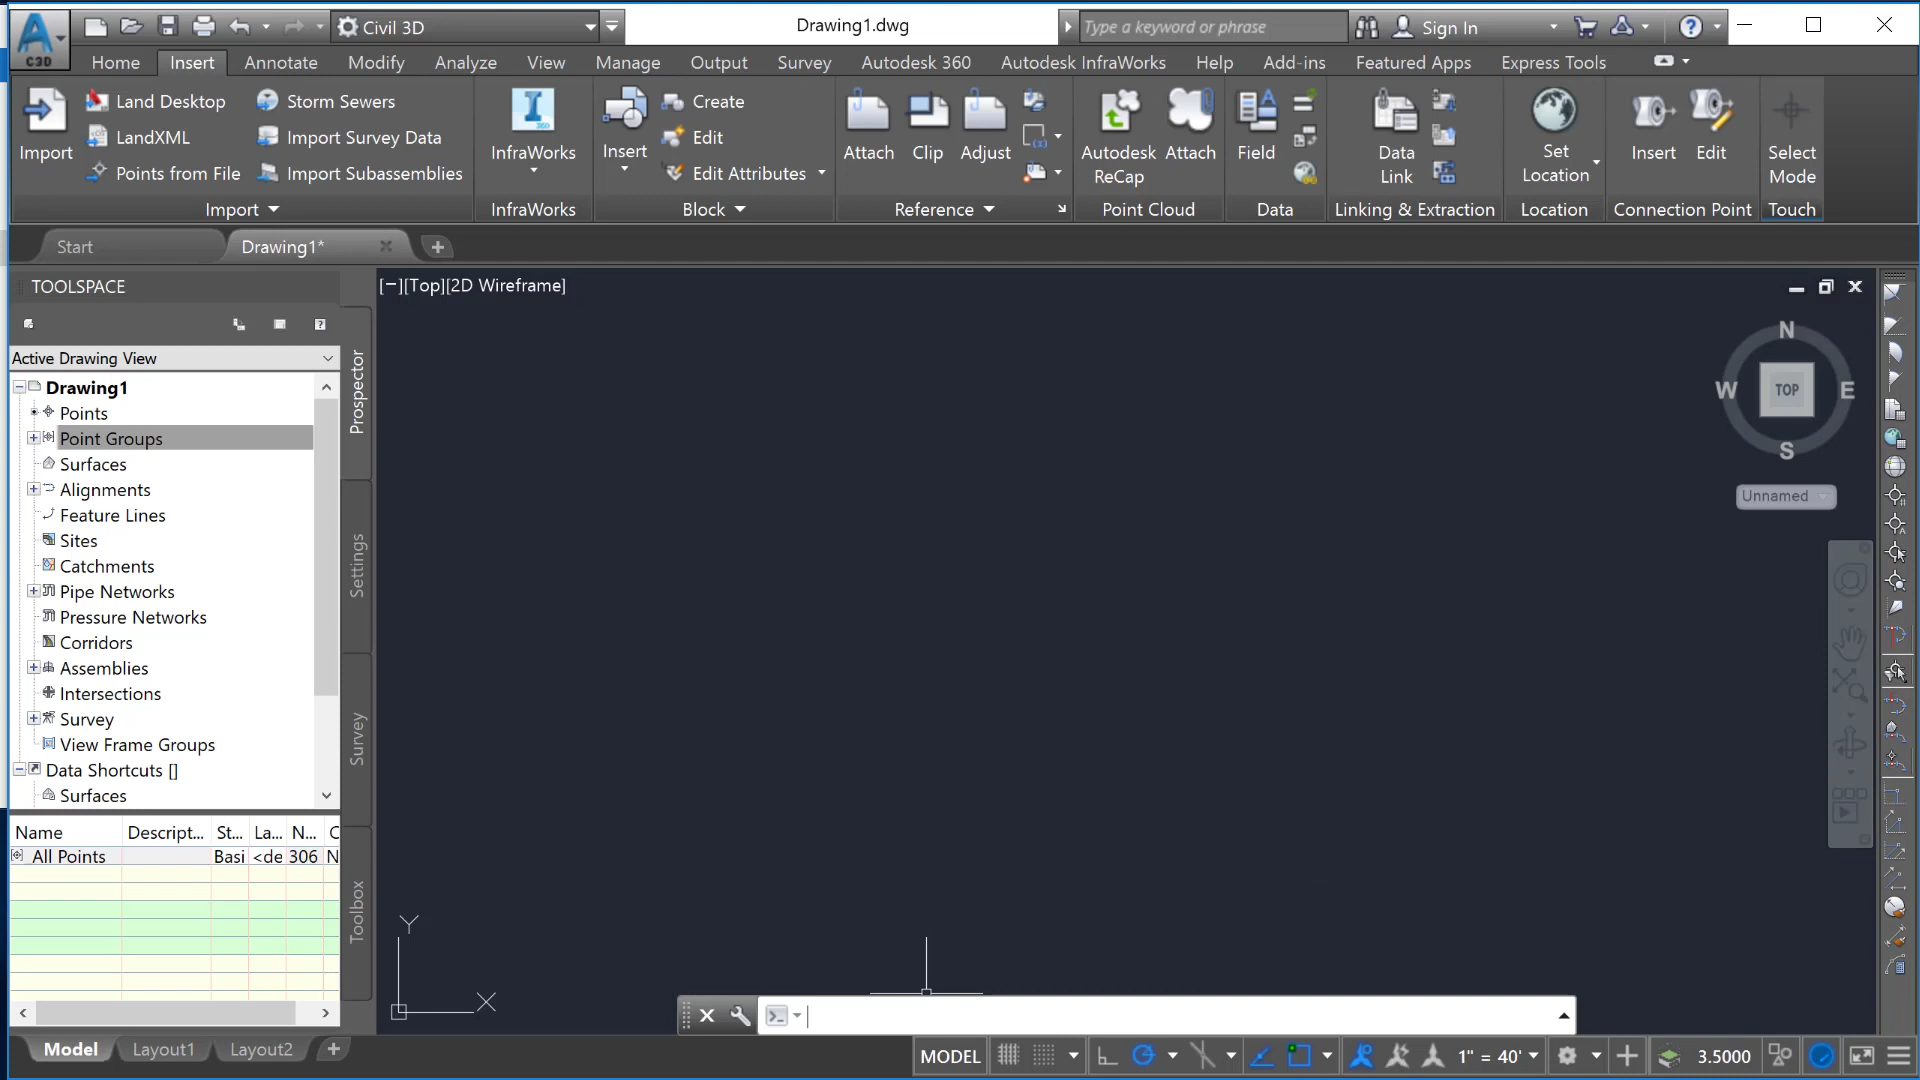 C3D
Civil 3D
Drawing1.dwg
Type a keyword or phrase
Sign In
Home Insert Annotate Modify Analyze View Manage Output Survey Autodesk 360 Autodesk InfraWorks Help Add-ins Featured Apps Express Tools
Import
Land Desktop
LandXML
Points from File
Storm Sewers
Import Survey Data
Import Subassemblies
Import
InfraWorks
InfraWorks
Insert
Create
Edit
Edit Attributes
Block
Attach
Clip
Adjust
Reference
Autodesk
ReCap
Attach
Point Cloud
Field
Data
Data
Link
Linking & Extraction
Set
Location
Location
Insert
Edit
Connection Point
Select
Mode
Touch
Start
Drawing1*
TOOLSPACE
Active Drawing View
Drawing1
Points
Point Groups
Surfaces
Alignments
Feature Lines
Sites
Catchments
Pipe Networks
Pressure Networks
Corridors
Assemblies
Intersections
Survey
View Frame Groups
Data Shortcuts []
Surfaces
Prospector
Settings
Survey
Toolbox
Name Descript... St... La... N... C
All Points Basi <de 306 N
[−][Top][2D Wireframe]
N
W TOP E
S
Unnamed
Y
X
Model Layout1 Layout2
MODEL
1" = 40'
3.5000